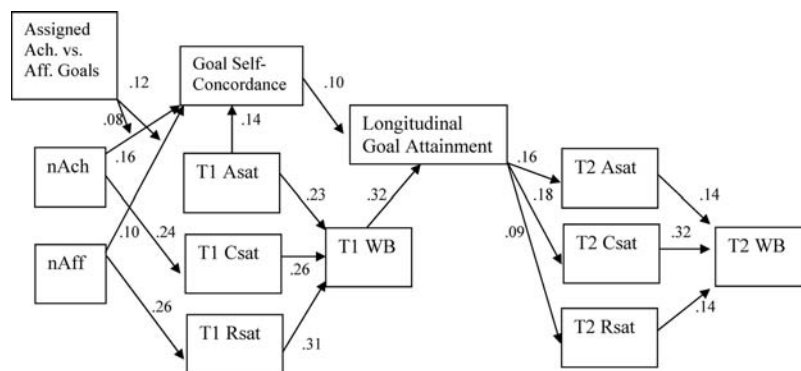 Assigned
Ach. vs.
Aff. Goals
.12
.08
Goal Self-
Concordance
.10
.14
Longitudinal
Goal Attainment
nAch
.16
T1 Asat
.23
.32
.16
T2 Asat
.14
.18
.24
nAff
.10
T1 Csat
.26
T1 WB
.09
T2 Csat
.32
T2 WB
.26
T1 Rsat
.31
T2 Rsat
.14